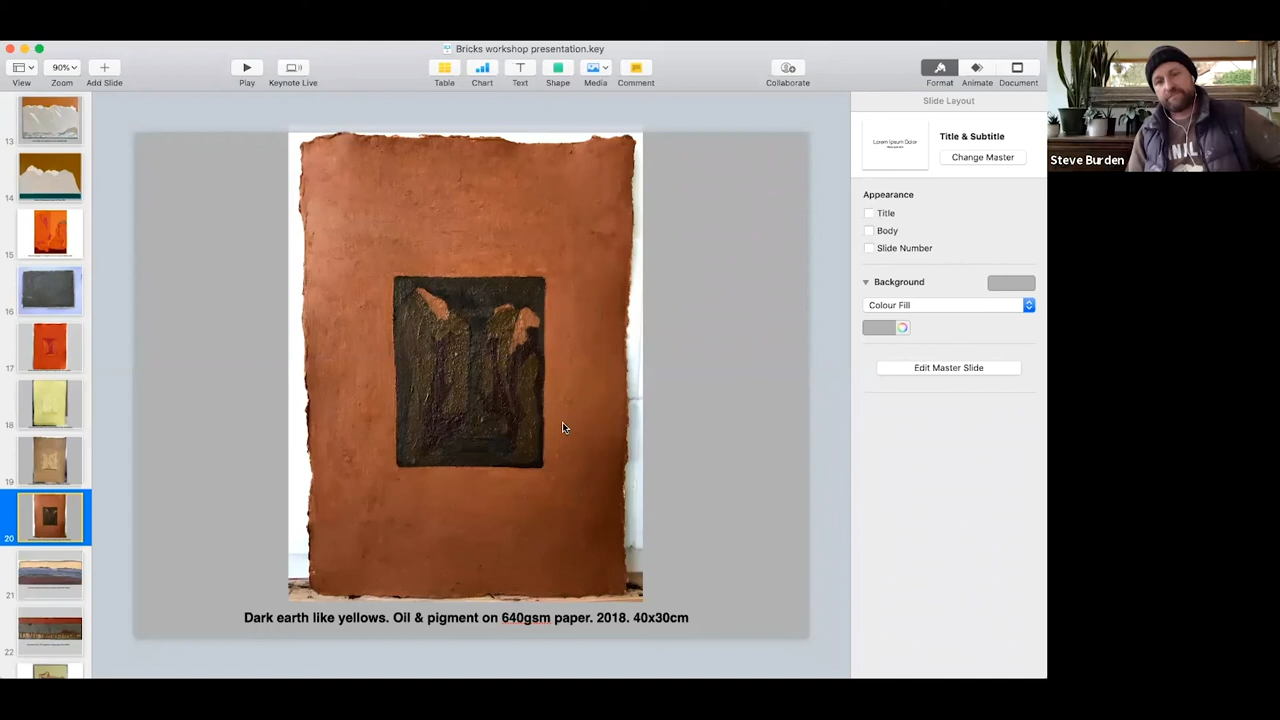 Bricks workshop presentation.key
View
90%
Zoom
Add Slide
Play
Keynote Live
Table
Chart
Text
Shape
Media
Comment
Collaborate
Format
Animate
Document
13
14
15
16
17
18
19
20
21
22
Dark earth like yellows. Oil & pigment on 640gsm paper. 2018. 40x30cm
Slide Layout
Lorem Ipsum Dolor
Title & Subtitle
Change Master
Appearance
Title
Body
Slide Number
Background
Colour Fill
Edit Master Slide
Steve Burden